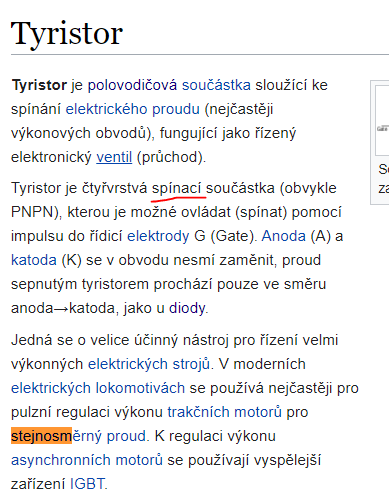 Tyristor
Tyristor je polovodičová součástka sloužící ke
spínání elektrického proudu (nejčastěji
výkonových obvodů), fungující jako řízený
elektronický ventil (průchod).
Tyristor je čtyřvrstvá spínací součástka (obvykle
PNPN), kterou je možné ovládat (spínat) pomocí
impulsu do řídicí elektrody G (Gate). Anoda (A) a
katoda (K) se v obvodu nesmí zaměnit, proud
sepnutým tyristorem prochází pouze ve směru
anoda→katoda, jako u diody.
Jedná se o velice účinný nástroj pro řízení velmi
výkonných elektrických strojů. V moderních
elektrických lokomotivách se používá nejčastěji pro
pulzní regulaci výkonu trakčních motorů pro
stejnosměrný proud. K regulaci výkonu
asynchronních motorů se používají vyspělejší
zařízení IGBT.